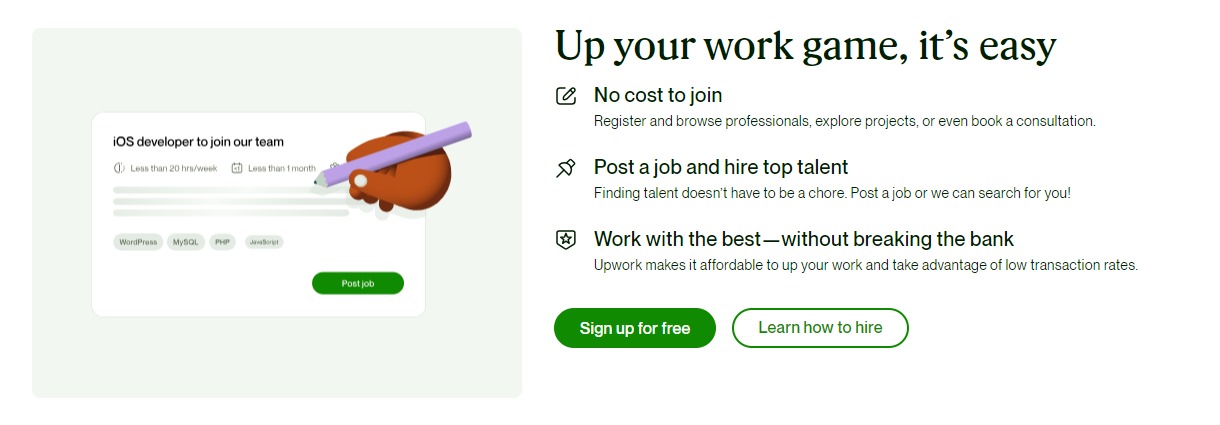 Up your work game, it’s easy
No cost to join
Register and browse professionals, explore projects, or even book a consultation.
Post a job and hire top talent
Finding talent doesn’t have to be a chore. Post a job or we can search for you!
Work with the best—without breaking the bank
Upwork makes it affordable to up your work and take advantage of low transaction rates.
Sign up for free
Learn how to hire
iOS developer to join our team
Less than 20 hrs/week
Less than 1 month
WordPress
MySQL
PHP
JavaScript
Post job